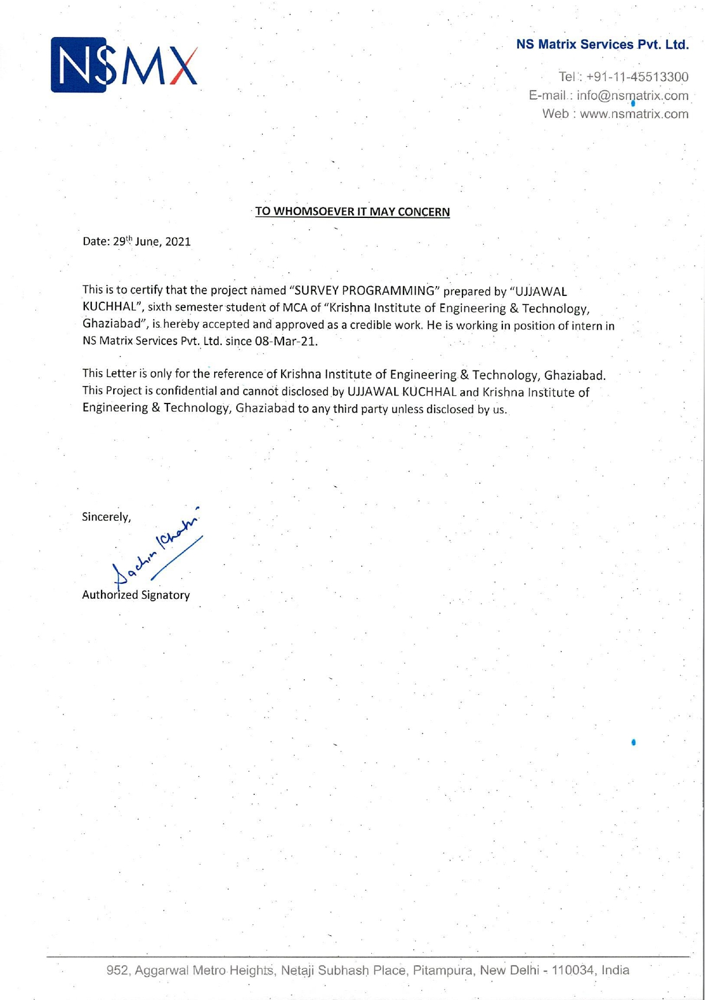 NSMX
NS Matrix Services Pvt. Ltd.
Tel : +91-11-45513300
E-mail : info@nsmatrix.com
Web : www.nsmatrix.com
TO WHOMSOEVER IT MAY CONCERN
Date: 29th June, 2021
This is to certify that the project named “SURVEY PROGRAMMING” prepared by “UJJAWAL
KUCHHAL”, sixth semester student of MCA of “Krishna Institute of Engineering & Technology,
Ghaziabad”, is hereby accepted and approved as a credible work. He is working in position of intern in
NS Matrix Services Pvt. Ltd. since 08-Mar-21.
This Letter is only for the reference of Krishna Institute of Engineering & Technology, Ghaziabad.
This Project is confidential and cannot disclosed by UJJAWAL KUCHHAL and Krishna Institute of
Engineering & Technology, Ghaziabad to any third party unless disclosed by us.
Sincerely,
Sachin Khatri
Authorized Signatory
952, Aggarwal Metro Heights, Netaji Subhash Place, Pitampura, New Delhi - 110034, India